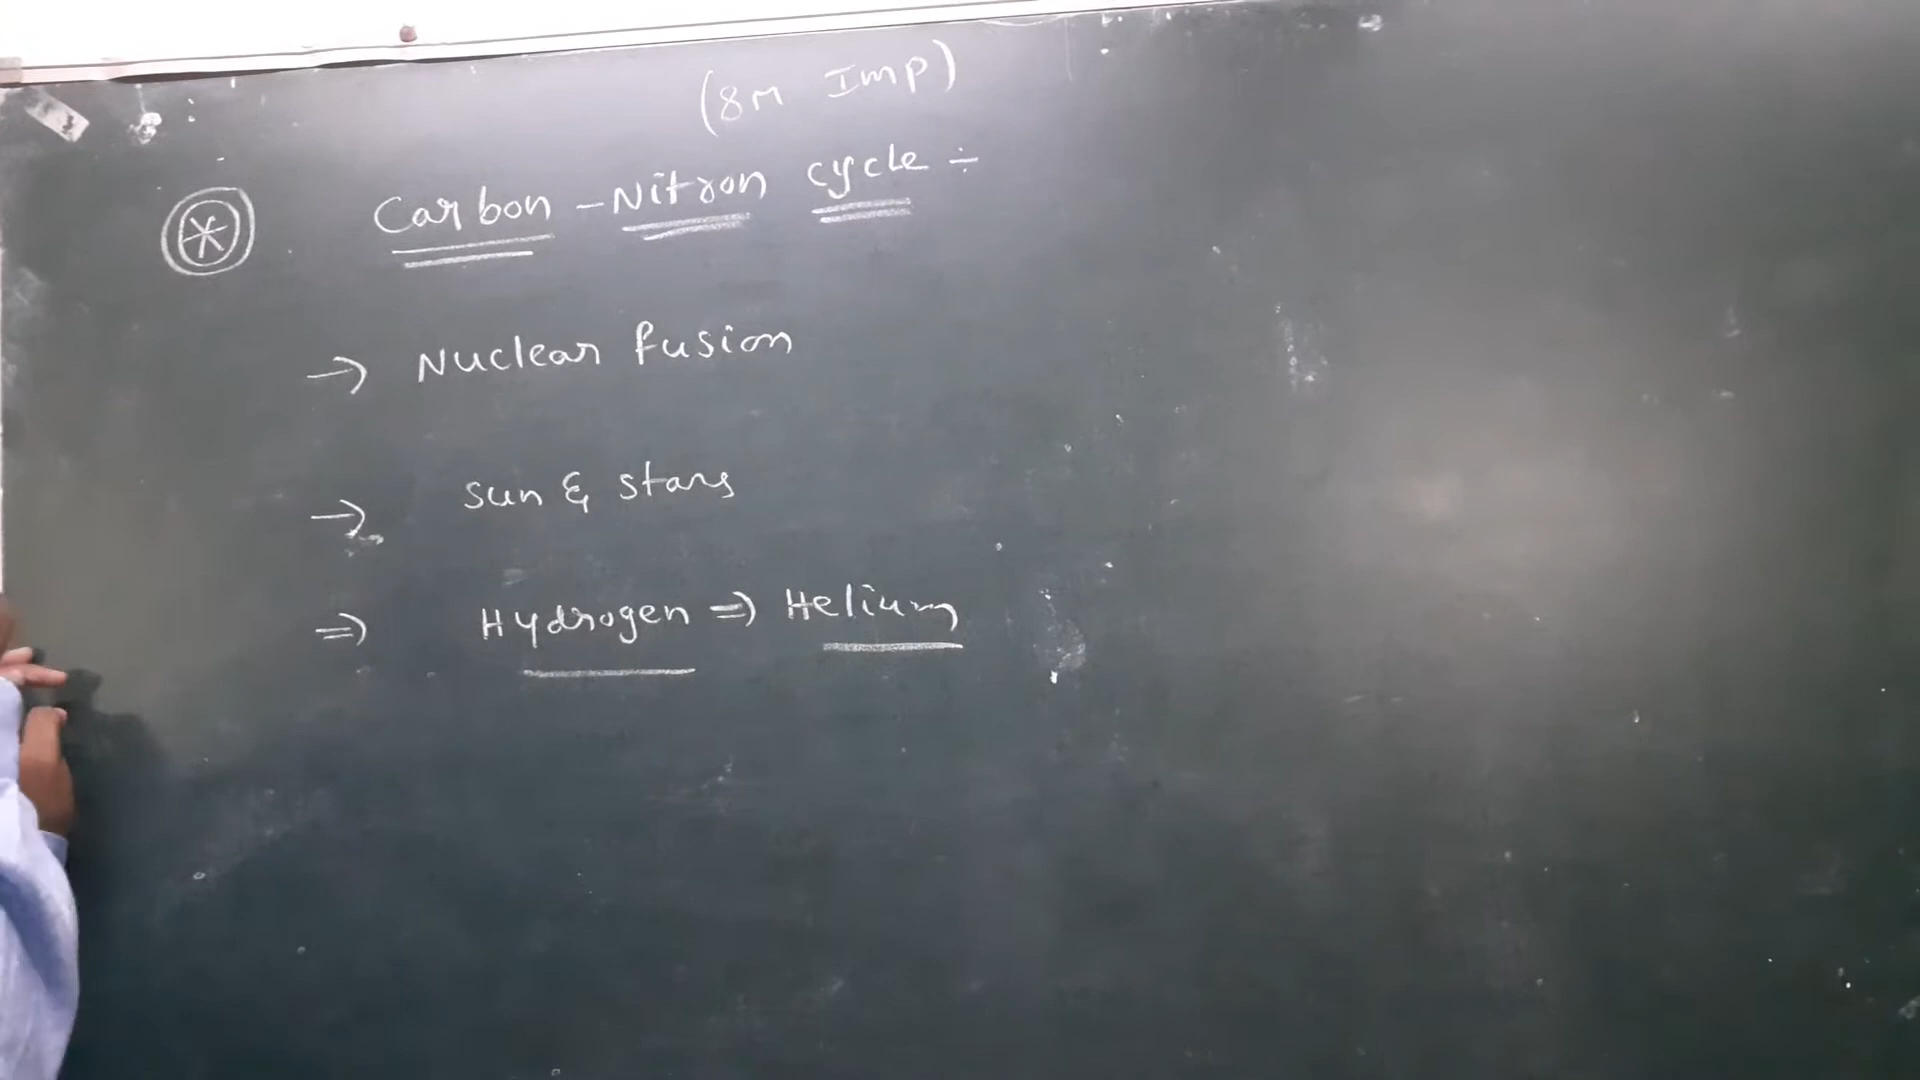 (8M Imp)
Carbon - Nitron cycle ÷
→ Nuclear fusion
→ Sun & stars
⇒ Hydrogen ⇒ Helium